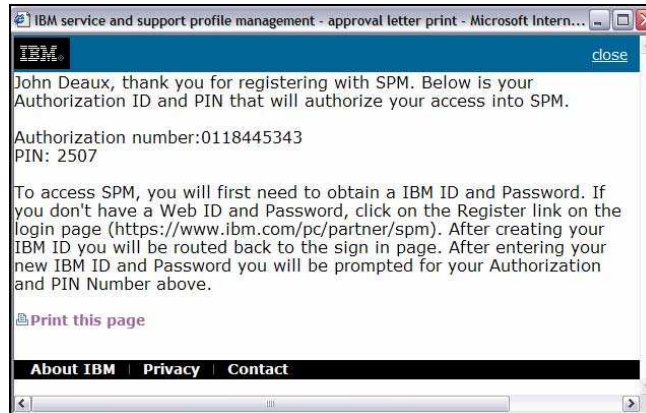 IBM service and support profile management - approval letter print - Microsoft Intern...
IBM
close
John Deaux, thank you for registering with SPM. Below is your
Authorization ID and PIN that will authorize your access into SPM.
Authorization number:0118445343
PIN: 2507
To access SPM, you will first need to obtain a IBM ID and Password. If
you don't have a Web ID and Password, click on the Register link on the
login page (https://www.ibm.com/pc/partner/spm). After creating your
IBM ID you will be routed back to the sign in page. After entering your
new IBM ID and Password you will be prompted for your Authorization
and PIN Number above.
Print this page
About IBM | Privacy | Contact